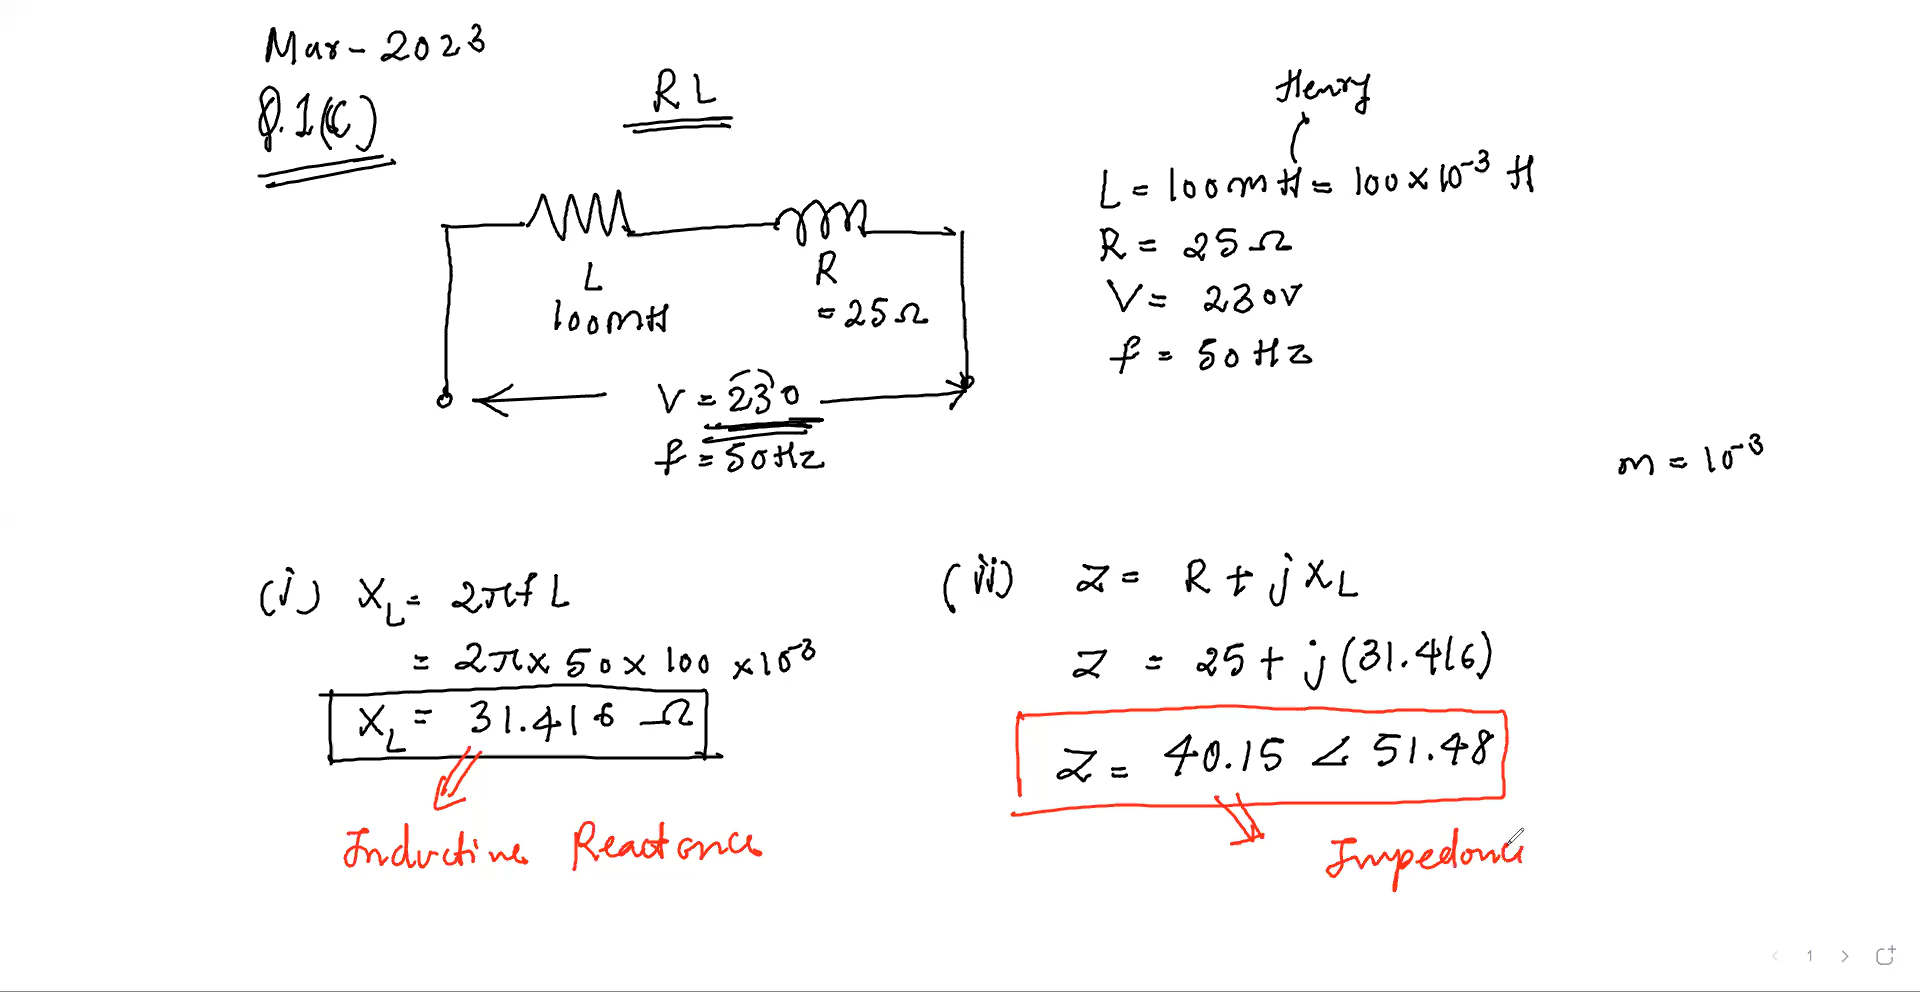 Mar - 2023
Q.1(C)
RL
L
100mH
R
= 25Ω
V = 230
f = 50Hz
Henry
L = 100mH = 100×10⁻³ H
R = 25Ω
V = 230V
f = 50Hz
m = 10⁻³
(i) X_L = 2πfL
= 2π× 50 × 100 ×10⁻³
X_L = 31.416 Ω
Inductive Reactance
(ii) Z = R + jX_L
Z = 25 + j(31.416)
Z = 40.15 ∠ 51.48
Impedance
1